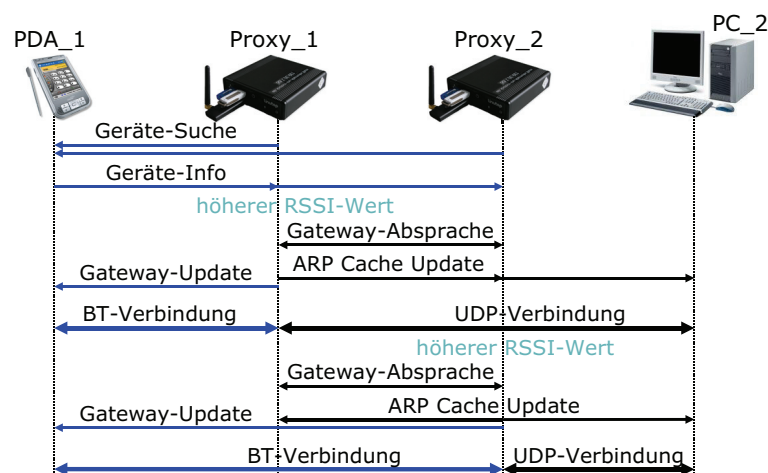 PDA_1
Proxy_1
Proxy_2
PC_2
Geräte-Suche
Geräte-Info
höherer RSSI-Wert
Gateway-Absprache
Gateway-Update
ARP Cache Update
BT-Verbindung
UDP-Verbindung
höherer RSSI-Wert
Gateway-Absprache
Gateway-Update
ARP Cache Update
BT-Verbindung
UDP-Verbindung